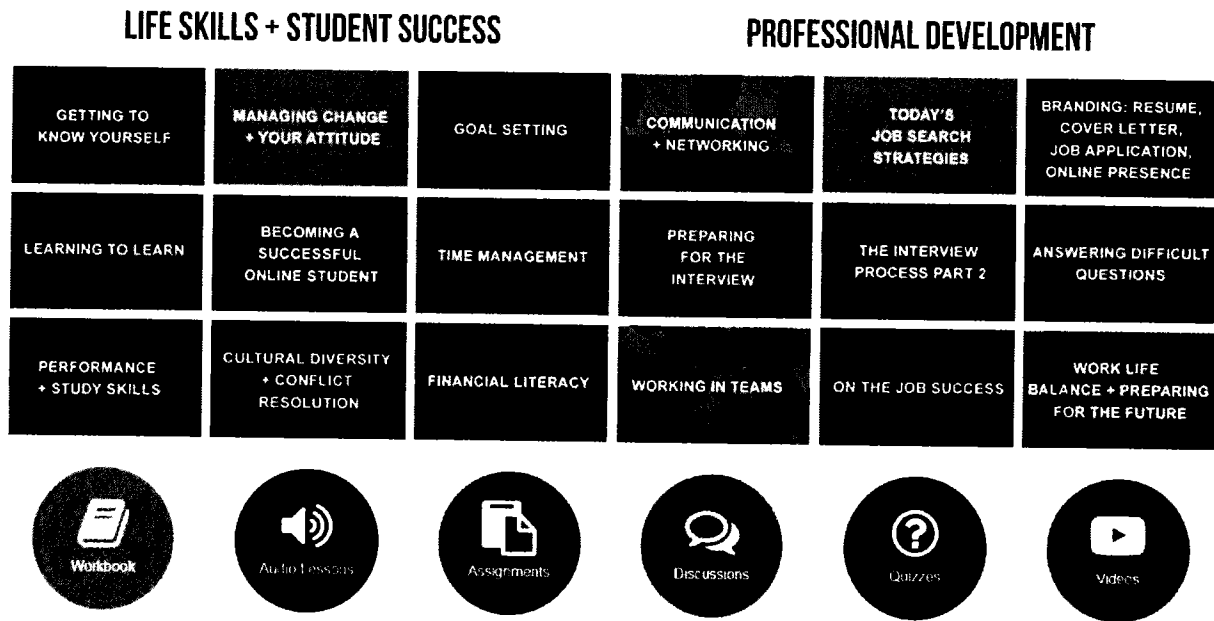 LIFE SKILLS + STUDENT SUCCESS
PROFESSIONAL DEVELOPMENT
GETTING TO
KNOW YOURSELF
MANAGING CHANGE
+ YOUR ATTITUDE
GOAL SETTING
COMMUNICATION
+ NETWORKING
TODAY'S
JOB SEARCH
STRATEGIES
BRANDING: RESUME,
COVER LETTER,
JOB APPLICATION,
ONLINE PRESENCE
LEARNING TO LEARN
BECOMING A
SUCCESSFUL
ONLINE STUDENT
TIME MANAGEMENT
PREPARING
FOR THE
INTERVIEW
THE INTERVIEW
PROCESS PART 2
ANSWERING DIFFICULT
QUESTIONS
PERFORMANCE
+ STUDY SKILLS
CULTURAL DIVERSITY
+ CONFLICT
RESOLUTION
FINANCIAL LITERACY
WORKING IN TEAMS
ON THE JOB SUCCESS
WORK LIFE
BALANCE + PREPARING
FOR THE FUTURE
Workbook
Audio Lessons
Assignments
Discussions
Quizzes
Videos